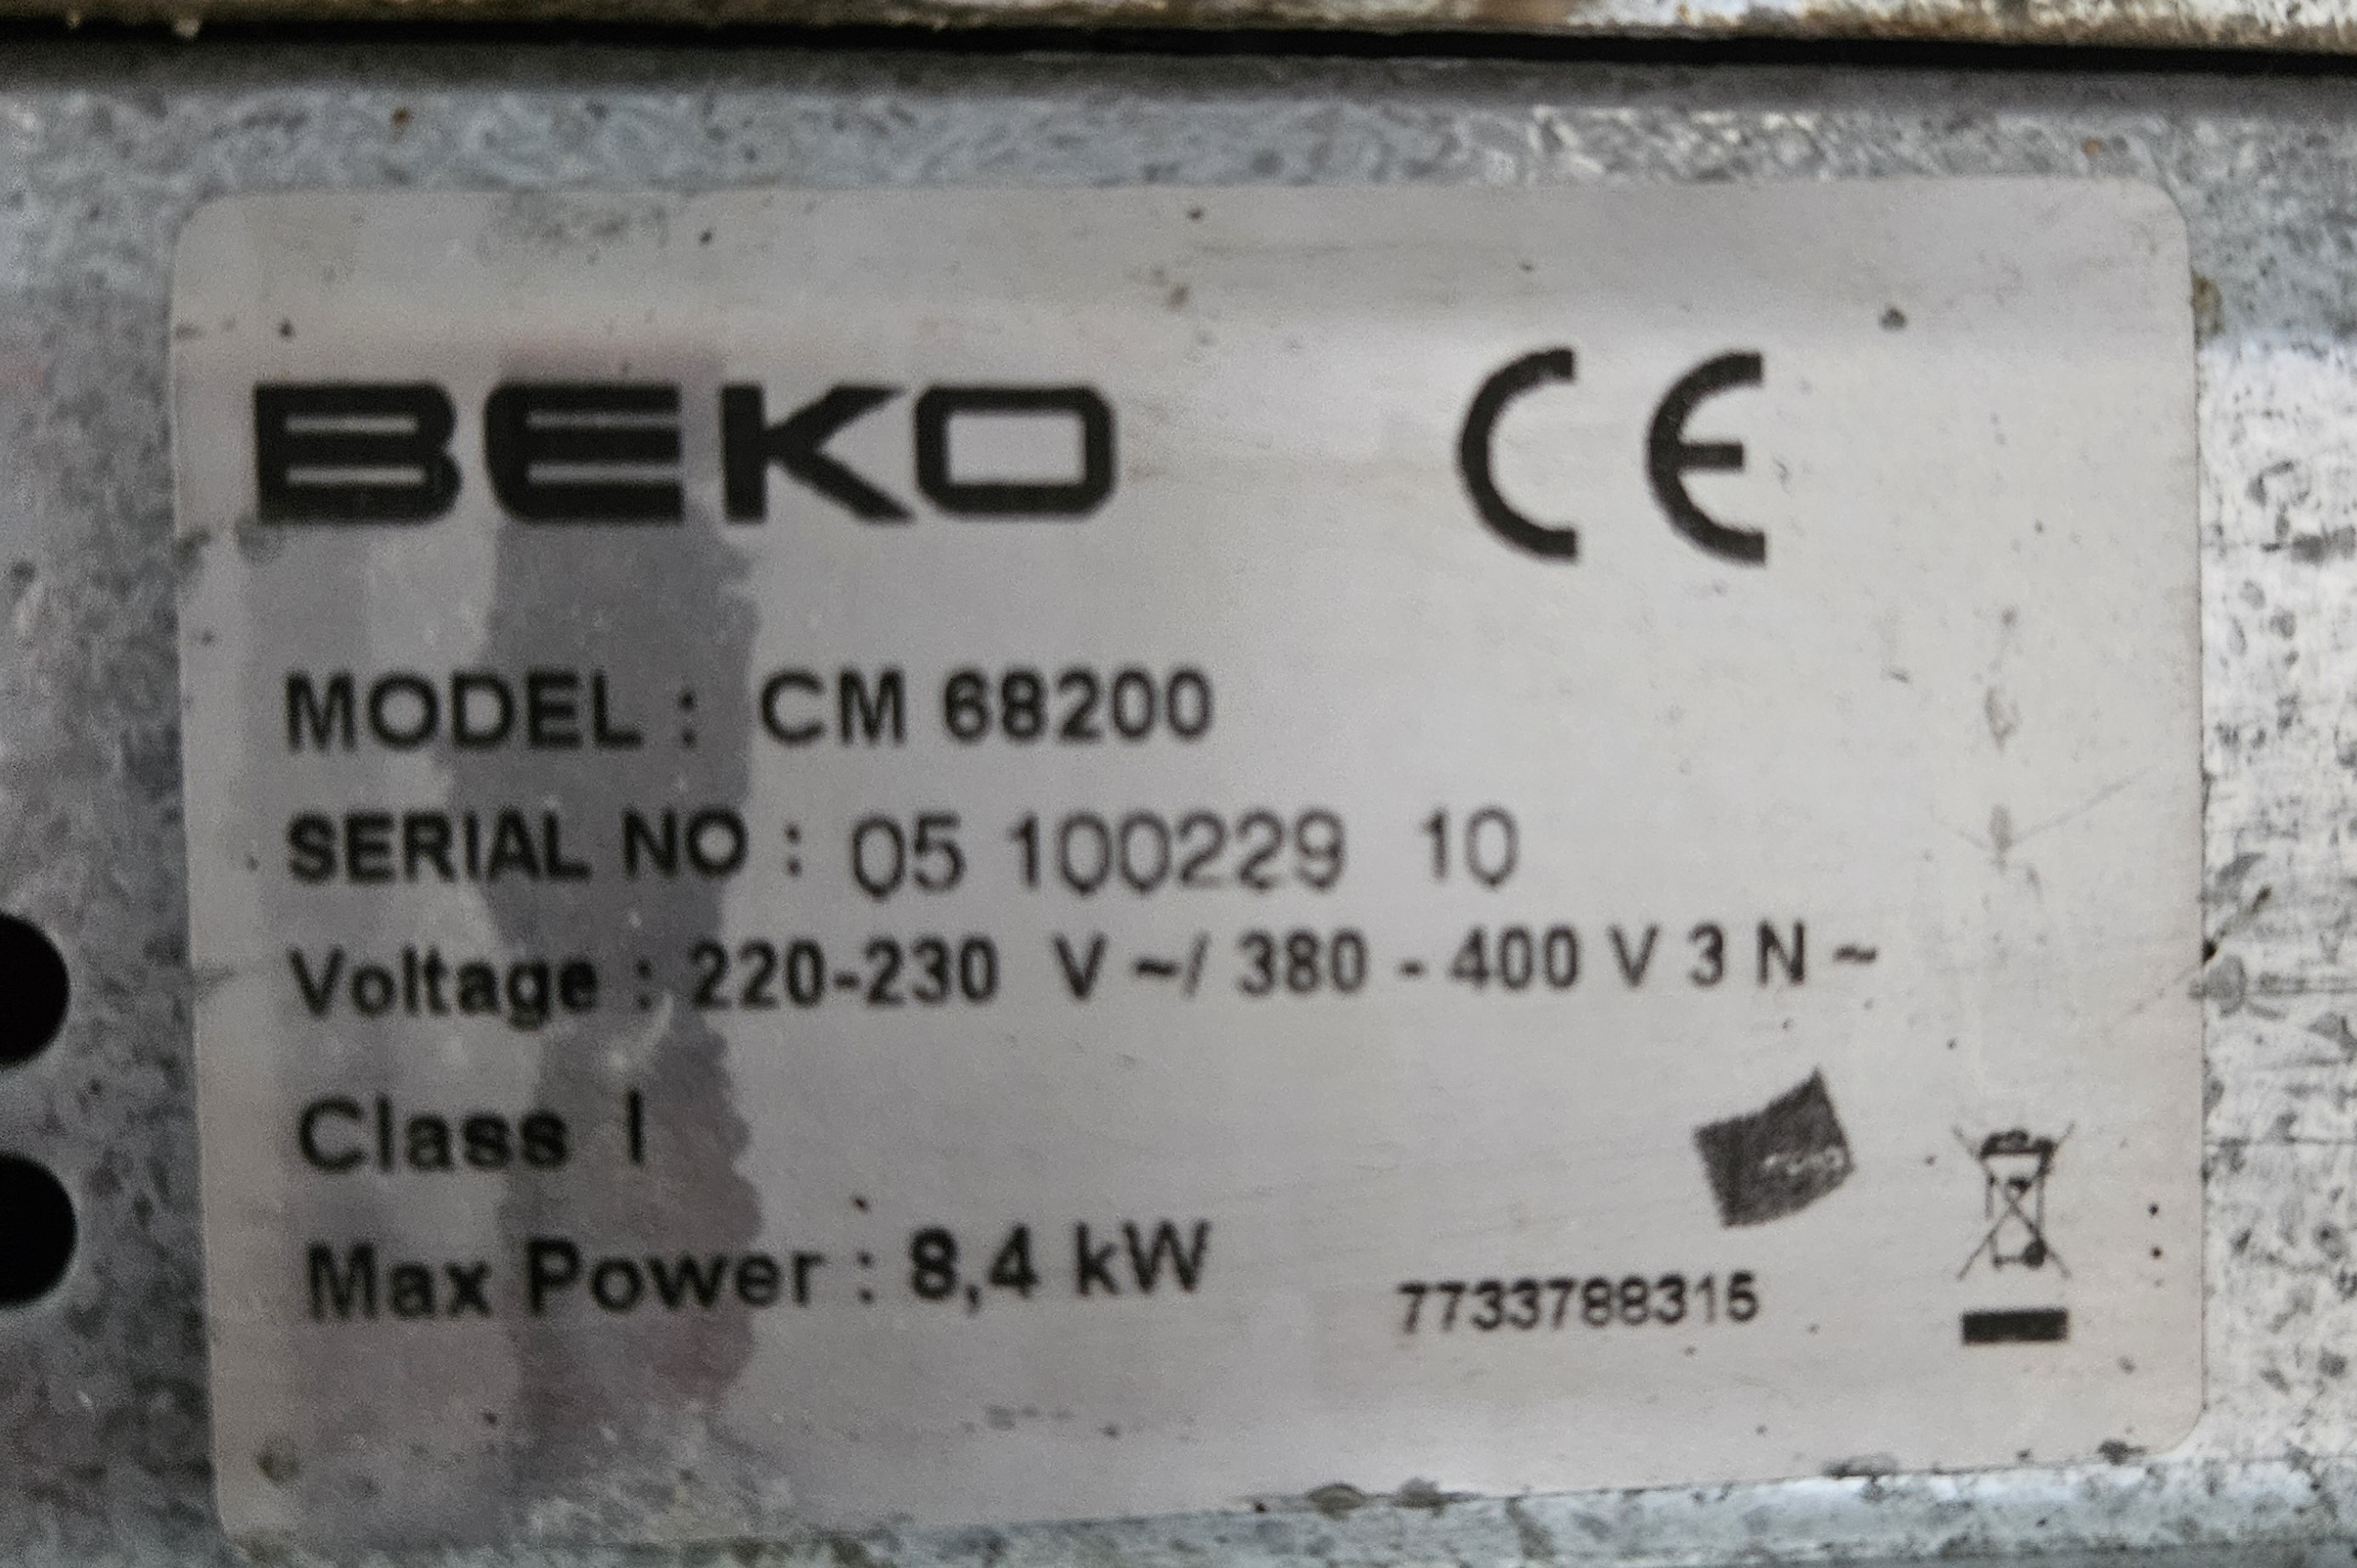 BEKO CE
MODEL : CM 68200
SERIAL NO : 05 100229 10
Voltage : 220-230 V ~/ 380 - 400 V 3 N ~
Class I
Max Power : 8,4 kW
7733788315